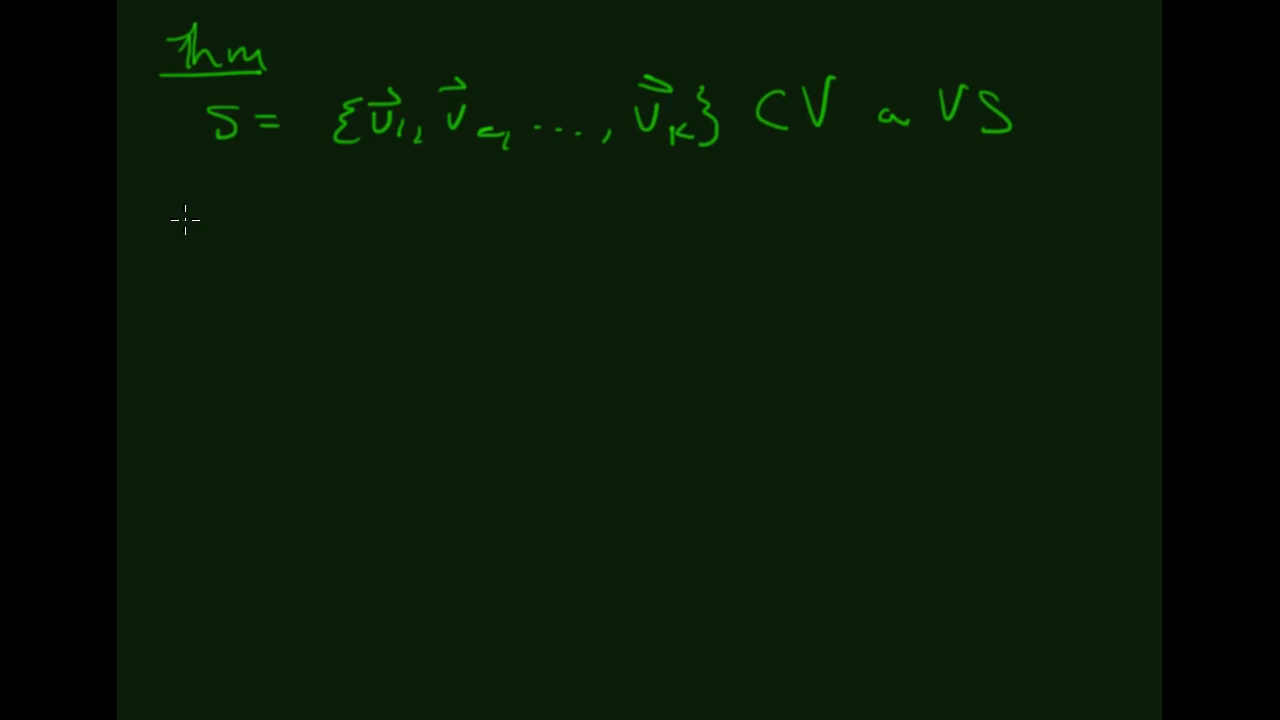 Thm
S = {v⃗₁, v⃗₂, ..., v⃗ₖ} ⊂ V a VS